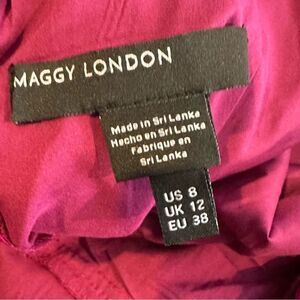 MAGGY LONDON
Made in Sri Lanka
Hecho en Sri Lanka
Fabrique en
Sri Lanka
US 8
UK 12
EU 38